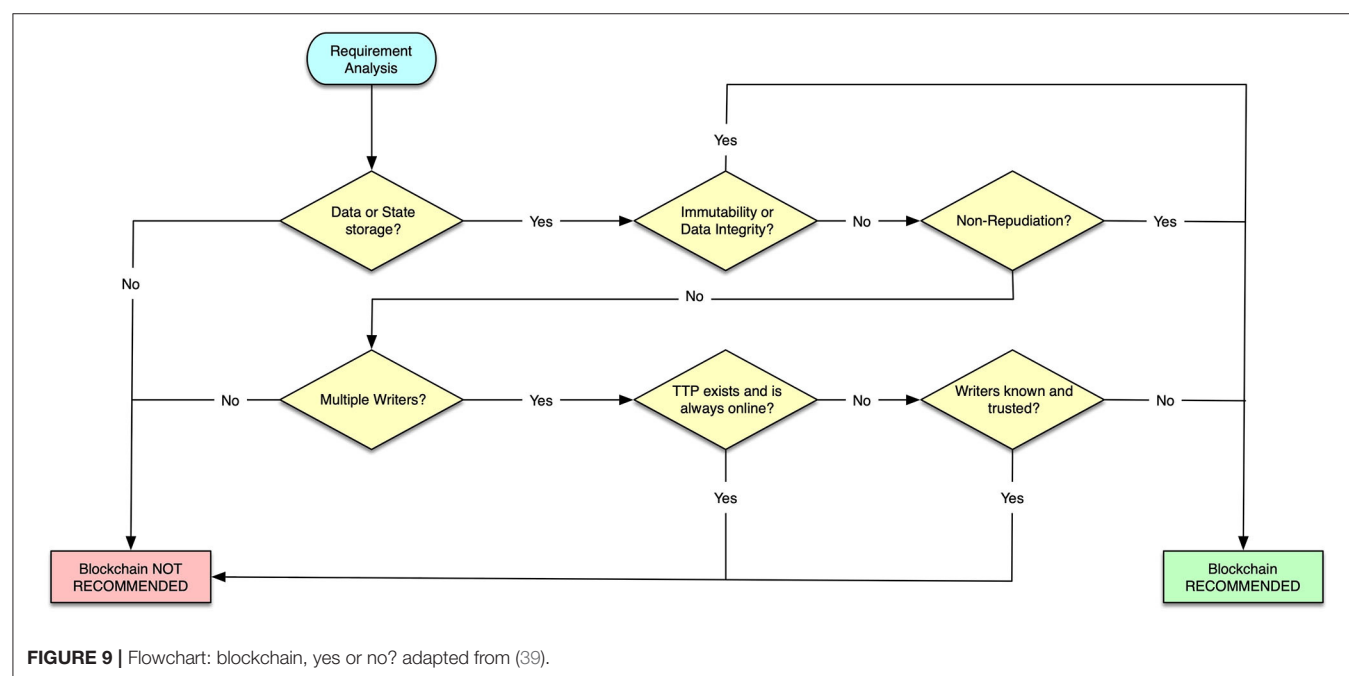 Requirement
Analysis
Yes
Data or State
storage?
Yes
Immutability or
Data Integrity?
No
Non-Repudiation?
Yes
No
No
No
Multiple Writers?
Yes
TTP exists and is
always online?
No
Writers known and
trusted?
No
Yes
Yes
Blockchain NOT
RECOMMENDED
Blockchain
RECOMMENDED
FIGURE 9 | Flowchart: blockchain, yes or no? adapted from (39).